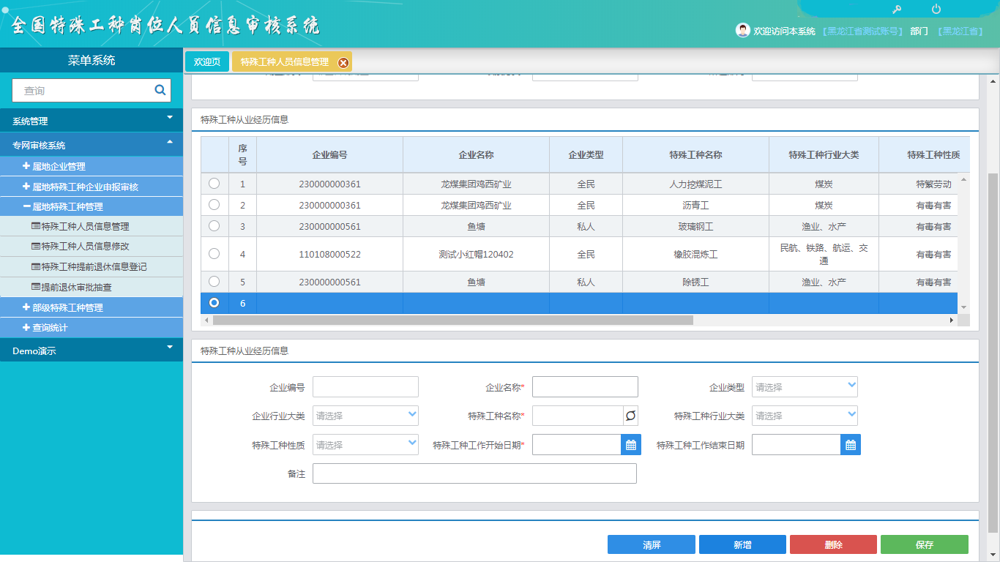 全国特殊工种岗位人员信息审核系统
欢迎访问本系统 【黑龙江省测试账号】 部门 【黑龙江省】
菜单系统
欢迎页 特殊工种人员信息管理
查询
系统管理
专网审核系统
属地企业管理
属地特殊工种企业申报审核
属地特殊工种管理
特殊工种人员信息管理
特殊工种人员信息修改
特殊工种提前退休信息登记
提前退休审批抽查
部级特殊工种管理
查询统计
Demo演示
特殊工种从业经历信息
序号 企业编号 企业名称 企业类型 特殊工种名称 特殊工种行业大类 特殊工种性质
1 230000000361 龙煤集团鸡西矿业 全民 人力挖煤泥工 煤炭 特繁劳动
2 230000000361 龙煤集团鸡西矿业 全民 沥青工 煤炭 有毒有害
3 230000000561 鱼塘 私人 玻璃钢工 渔业、水产 有毒有害
4 110108000522 测试小红帽120402 全民 橡胶混炼工 民航、铁路、航运、交通 有毒有害
5 230000000561 鱼塘 私人 除锈工 渔业、水产 有毒有害
6
特殊工种从业经历信息
企业编号 企业名称* 企业类型 请选择
企业行业大类 请选择 特殊工种名称* 特殊工种行业大类 请选择
特殊工种性质 请选择 特殊工种工作开始日期* 特殊工种工作结束日期
备注
清屏 新增 删除 保存